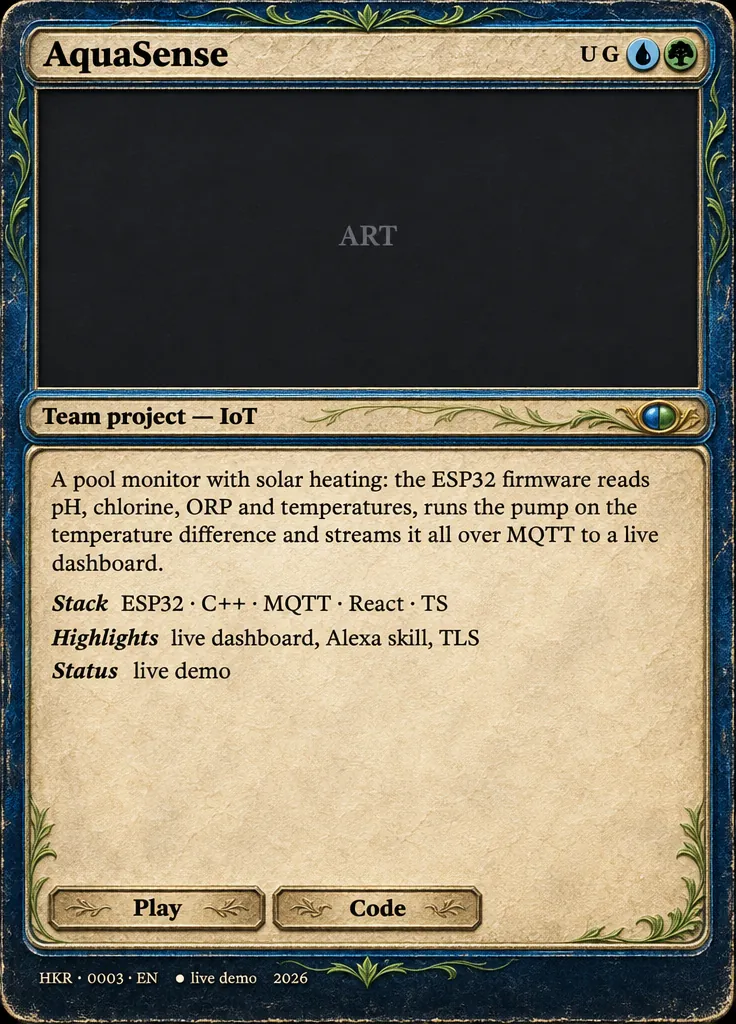 AquaSense
U G
ART
Team project — IoT
A pool monitor with solar heating: the ESP32 firmware reads
pH, chlorine, ORP and temperatures, runs the pump on the
temperature difference and streams it all over MQTT to a live
dashboard.
Stack ESP32 · C++ · MQTT · React · TS
Highlights live dashboard, Alexa skill, TLS
Status live demo
Play
Code
HKR · 0003 · EN ● live demo 2026